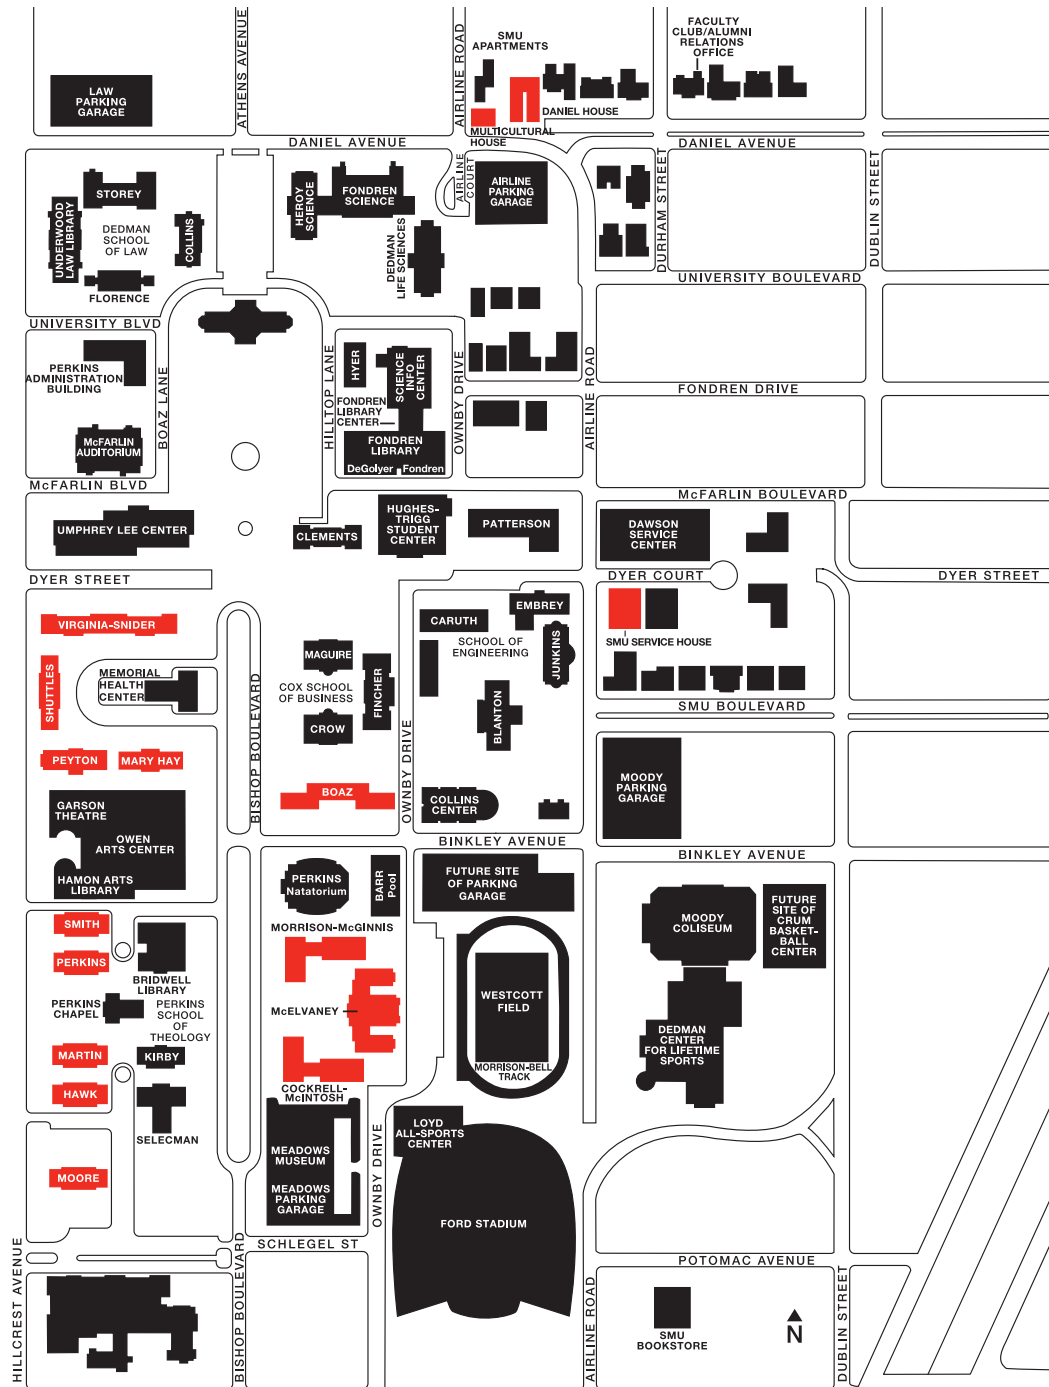 ATHENS AVENUE
AIRLINE ROAD
SMU
APARTMENTS
FACULTY
CLUB/ALUMNI
RELATIONS
OFFICE
LAW
PARKING
GARAGE
DANIEL HOUSE
MULTICULTURAL
HOUSE
DANIEL AVENUE
DANIEL AVENUE
AIRLINE
COURT
AIRLINE
PARKING
GARAGE
DURHAM STREET
DUBLIN STREET
STOREY
HEROY
SCIENCE
FONDREN
SCIENCE
UNDERWOOD
LAW LIBRARY
DEDMAN
SCHOOL
OF LAW
COLLINS
DEDMAN
LIFE SCIENCES
FLORENCE
UNIVERSITY BOULEVARD
UNIVERSITY BLVD
PERKINS
ADMINISTRATION
BUILDING
BOAZ LANE
HILLTOP LANE
HYER
SCIENCE
INFO
CENTER
OWNBY DRIVE
AIRLINE ROAD
FONDREN DRIVE
FONDREN
LIBRARY
CENTER
McFARLIN
AUDITORIUM
FONDREN
LIBRARY
DeGolyer
Fondren
McFARLIN BLVD
McFARLIN BOULEVARD
UMPHREY LEE CENTER
CLEMENTS
HUGHES-
TRIGG
STUDENT
CENTER
PATTERSON
DAWSON
SERVICE
CENTER
DYER STREET
DYER COURT
DYER STREET
VIRGINIA-SNIDER
CARUTH
EMBREY
SCHOOL OF
ENGINEERING
JUNKINS
SMU SERVICE HOUSE
MAGUIRE
COX SCHOOL
OF BUSINESS
FINCHER
CROW
SHUTTLES
MEMORIAL
HEALTH
CENTER
BISHOP BOULEVARD
OWNBY DRIVE
BLANTON
SMU BOULEVARD
PEYTON
MARY HAY
BOAZ
COLLINS
CENTER
MOODY
PARKING
GARAGE
GARSON
THEATRE
OWEN
ARTS CENTER
HAMON ARTS
LIBRARY
BINKLEY AVENUE
BINKLEY AVENUE
PERKINS
Natatorium
BARR
Pool
FUTURE SITE
OF PARKING
GARAGE
MOODY
COLISEUM
FUTURE
SITE OF
CRUM
BASKET-
BALL
CENTER
SMITH
PERKINS
BRIDWELL
LIBRARY
MORRISON-McGINNIS
McELVANEY
WESTCOTT
FIELD
MORRISON-BELL
TRACK
PERKINS
CHAPEL
PERKINS
SCHOOL
OF
THEOLOGY
DEDMAN
CENTER
FOR LIFETIME
SPORTS
MARTIN
KIRBY
HAWK
SELECMAN
COCKRELL-
McINTOSH
MEADOWS
MUSEUM
MEADOWS
PARKING
GARAGE
OWNBY DRIVE
LOYD
ALL-SPORTS
CENTER
FORD STADIUM
MOORE
SCHLEGEL ST
POTOMAC AVENUE
HILLCREST AVENUE
BISHOP BOULEVARD
AIRLINE ROAD
SMU
BOOKSTORE
N
DUBLIN STREET